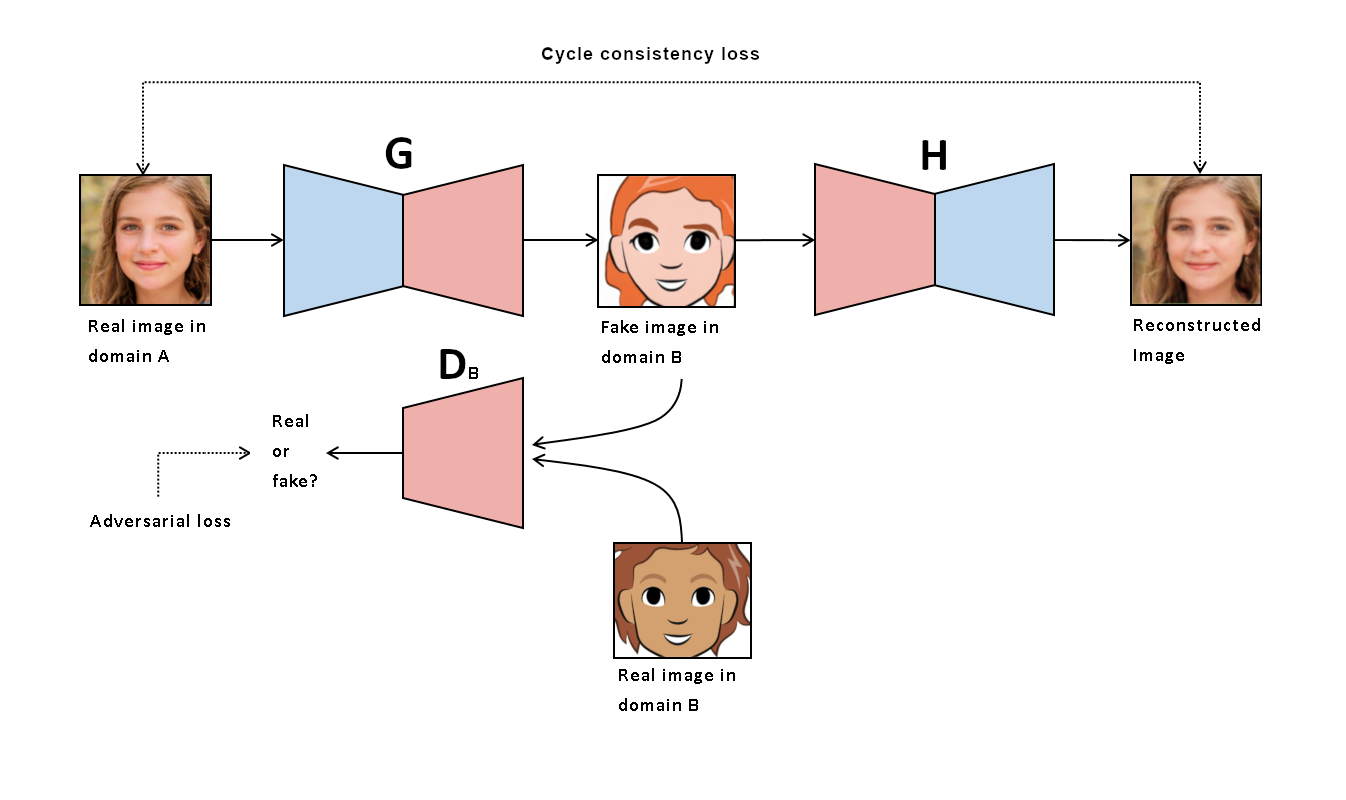 Cycle consistency loss
G
H
Real image in
domain A
Fake image in
domain B
Reconstructed
Image
DB
Real
or
fake?
Adversarial loss
Real image in
domain B